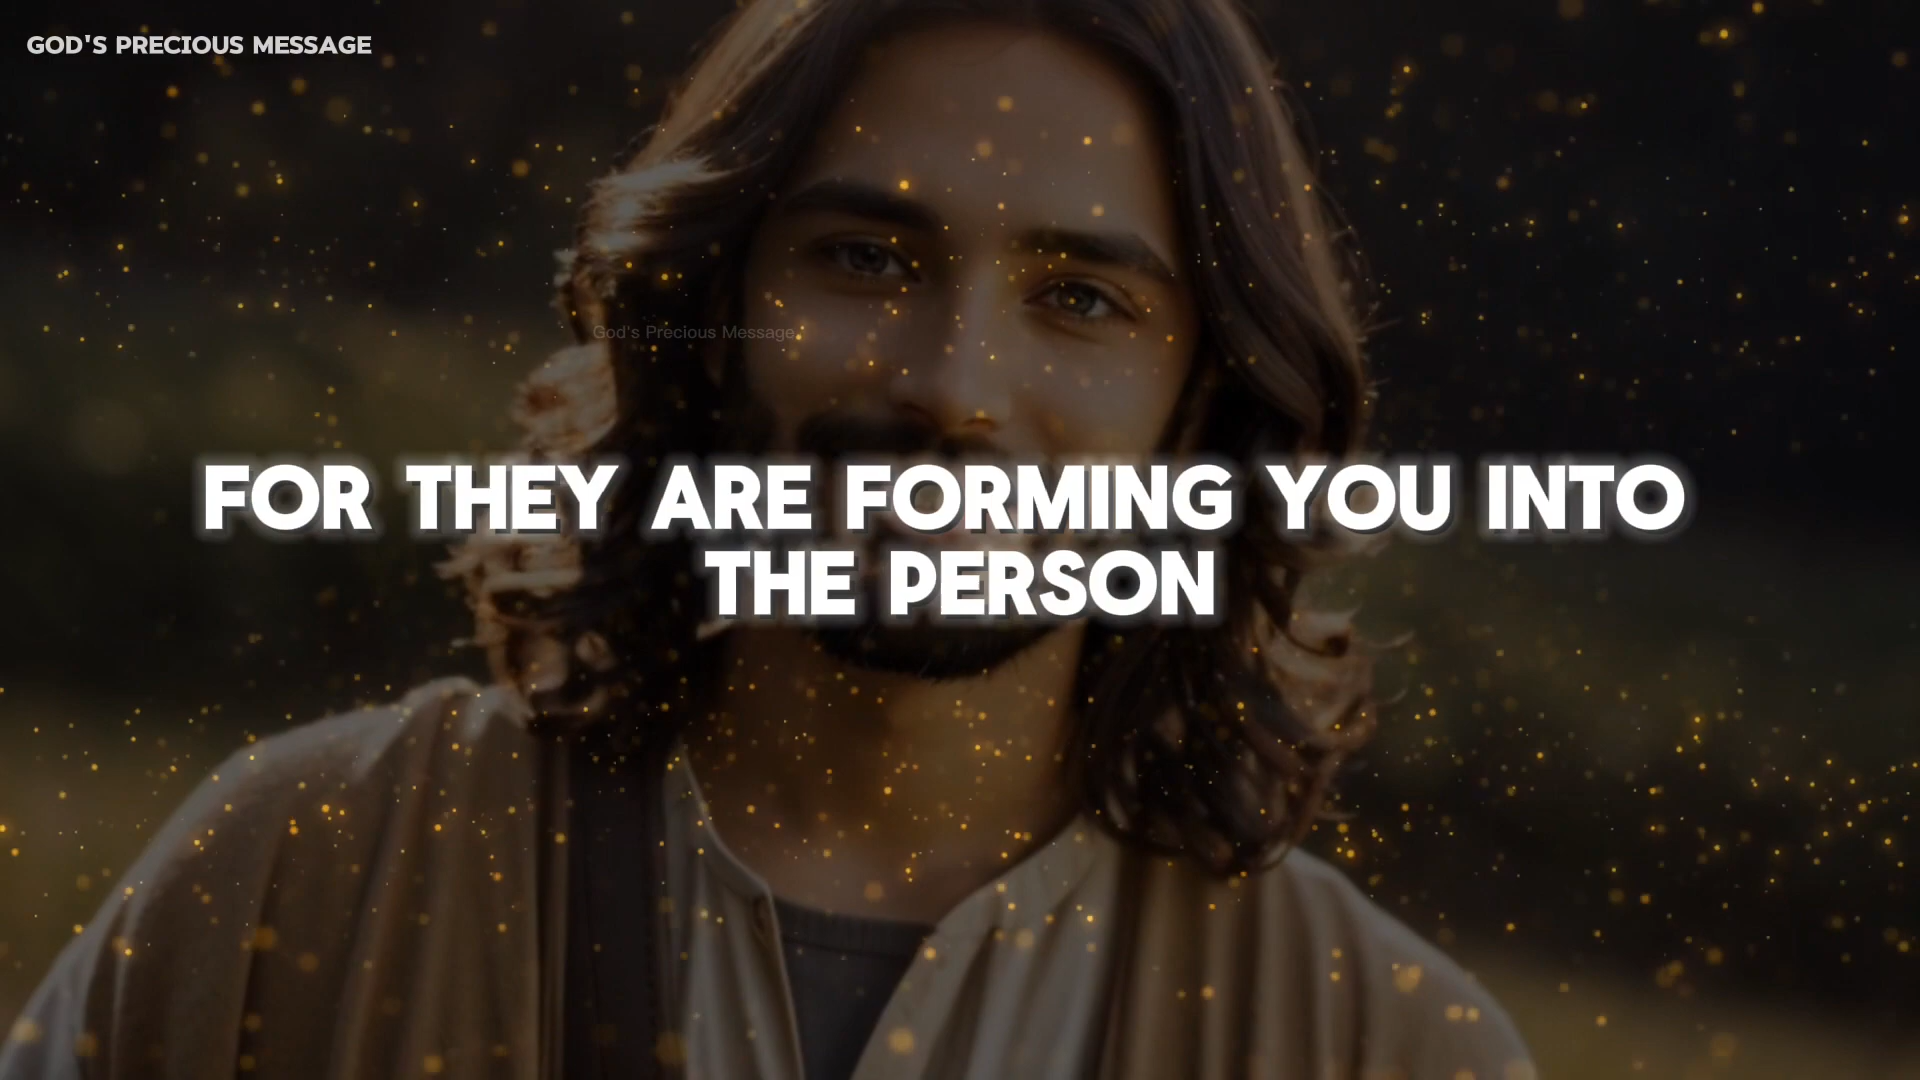 GOD'S PRECIOUS MESSAGE
God's Precious Message
FOR THEY ARE FORMING YOU INTO
THE PERSON